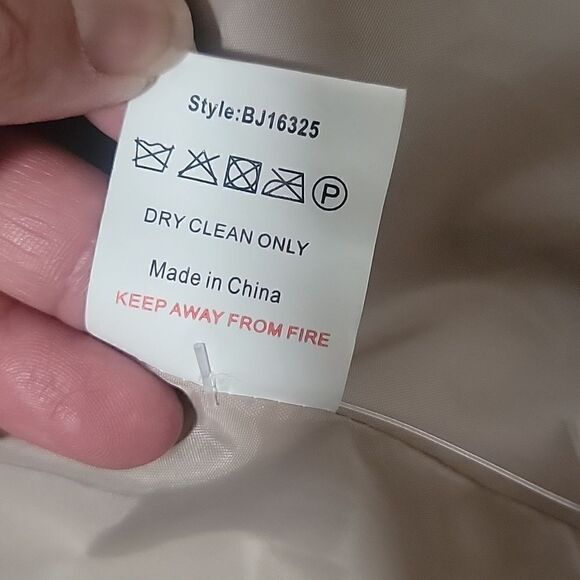 Style:BJ16325
P
DRY CLEAN ONLY
Made in China
KEEP AWAY FROM FIRE